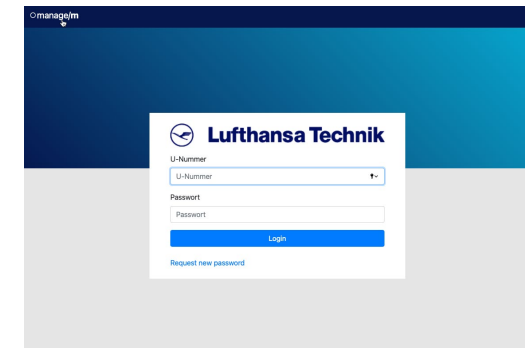 manage/m
Lufthansa Technik
U-Nummer
U-Nummer
Passwort
Passwort
Login
Request new password